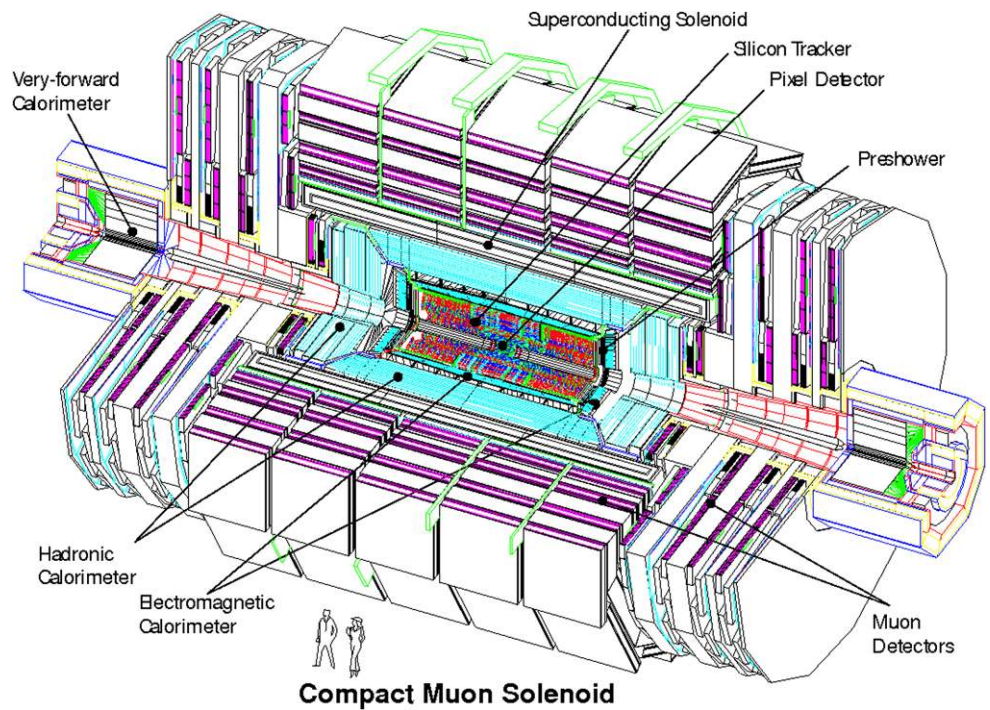 Superconducting Solenoid
Silicon Tracker
Very-forward
Calorimeter
Pixel Detector
Preshower
Hadronic
Calorimeter
Electromagnetic
Calorimeter
Muon
Detectors
Compact Muon Solenoid